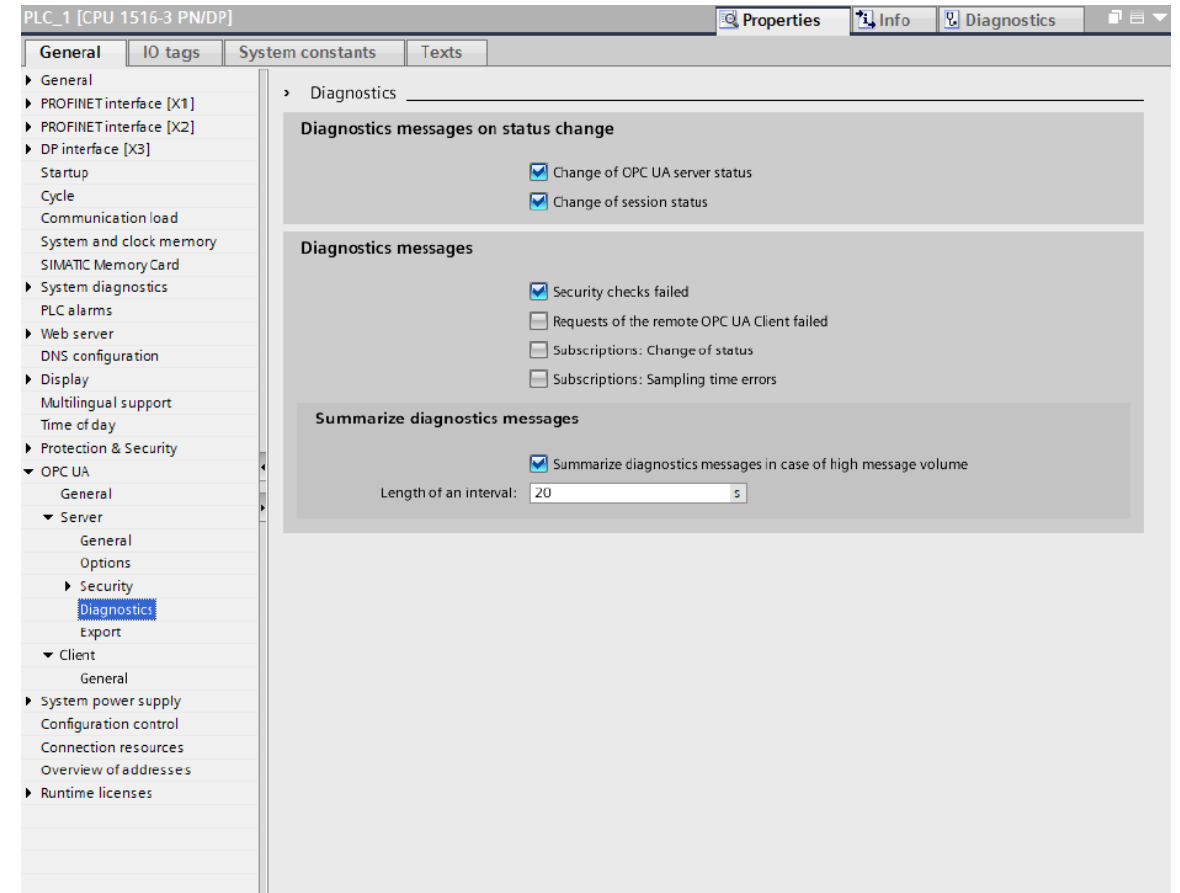 PLC_1 [CPU 1516-3 PN/DP]
Properties
Info
Diagnostics
General
IO tags
System constants
Texts
General
PROFINET interface [X1]
PROFINET interface [X2]
DP interface [X3]
Startup
Cycle
Communication load
System and clock memory
SIMATIC Memory Card
System diagnostics
PLC alarms
Web server
DNS configuration
Display
Multilingual support
Time of day
Protection & Security
OPC UA
General
Server
General
Options
Security
Diagnostics
Export
Client
General
System power supply
Configuration control
Connection resources
Overview of addresses
Runtime licenses
Diagnostics
Diagnostics messages on status change
Change of OPC UA server status
Change of session status
Diagnostics messages
Security checks failed
Requests of the remote OPC UA Client failed
Subscriptions: Change of status
Subscriptions: Sampling time errors
Summarize diagnostics messages
Summarize diagnostics messages in case of high message volume
Length of an interval: 20 s